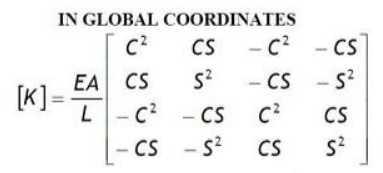 IN GLOBAL COORDINATES
C² CS - C² - CS
CS S² - CS - S²
[K] = EA/L
- C² - CS C² CS
- CS - S² CS S²